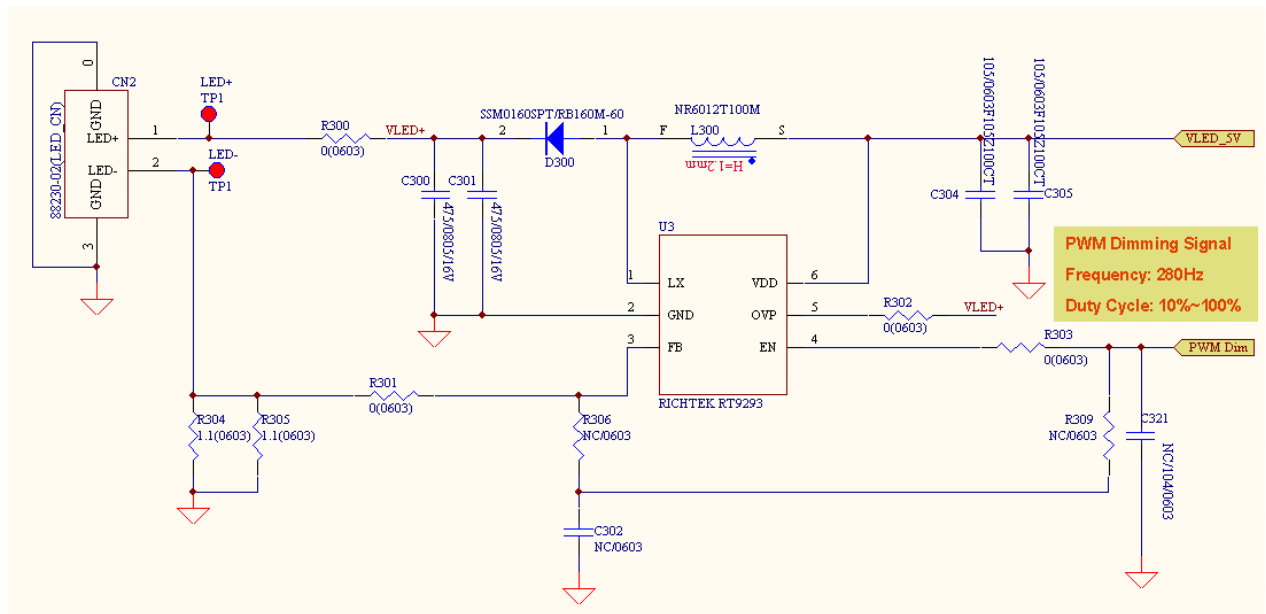 0
CN2
88230-02(LED_CN)
GND
LED+
LED-
GND
3
1
2
LED+
TP1
LED-
TP1
R300
0(0603)
VLED+
SSM0160SPT/RB160M-60
2
1
D300
NR6012T100M
F
L300
S
H=1.2mm
105/0603F105Z100CT
105/0603F105Z100CT
VLED_5V
C300
475/0805/16V
C301
475/0805/16V
C304
C305
U3
1
LX
VDD
6
2
GND
OVP
5
3
FB
EN
4
RICHTEK RT9293
R302
0(0603)
VLED+
PWM Dimming Signal
Frequency: 280Hz
Duty Cycle: 10%~100%
R303
0(0603)
PWM Dim
R301
0(0603)
R304
1.1(0603)
R305
1.1(0603)
R306
NC/0603
R309
NC/0603
C321
NC/104/0603
C302
NC/0603